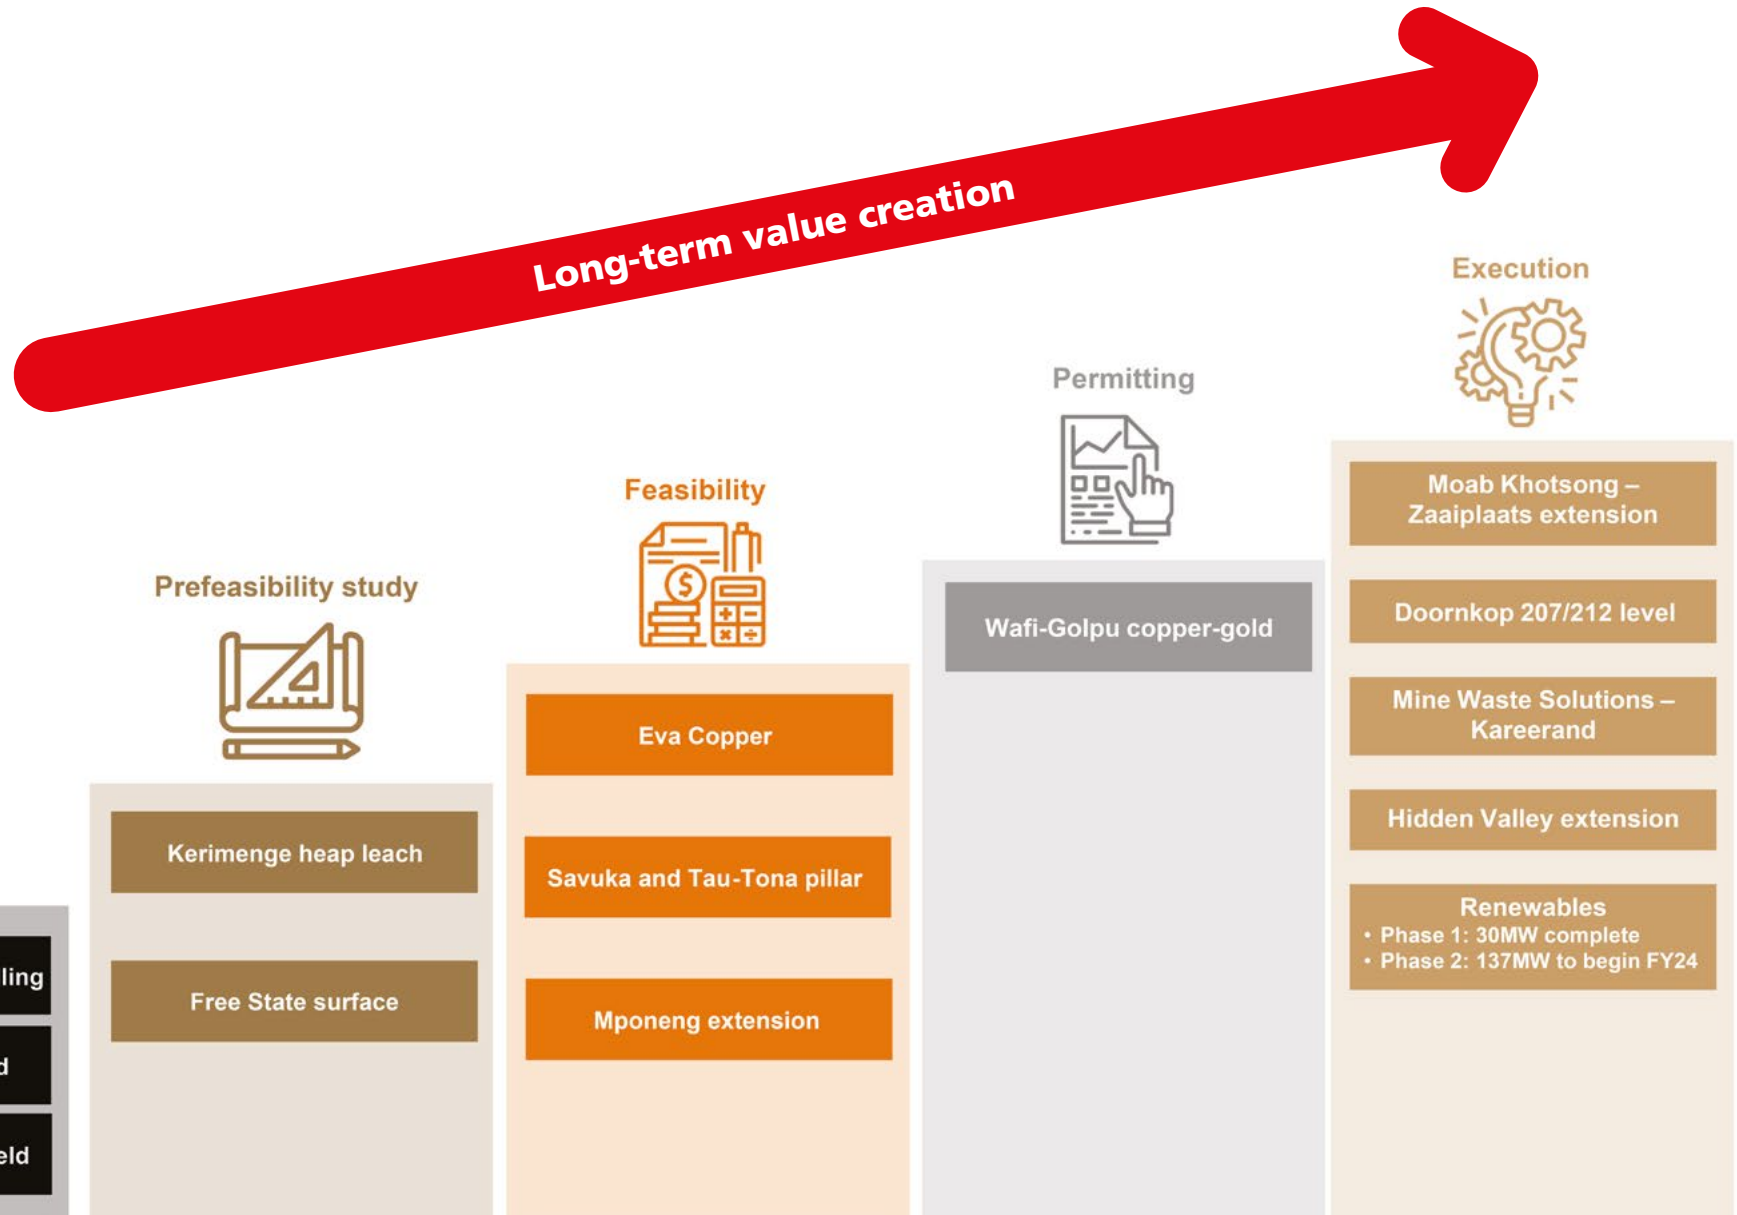 Long-term value creation
Execution
Permitting
Feasibility
Prefeasibility study
ling
d
eld
Kerimenge heap leach
Free State surface
Eva Copper
Savuka and Tau-Tona pillar
Mponeng extension
Wafi-Golpu copper-gold
Moab Khotsong –
Zaaiplaats extension
Doornkop 207/212 level
Mine Waste Solutions –
Kareerand
Hidden Valley extension
Renewables
• Phase 1: 30MW complete
• Phase 2: 137MW to begin FY24